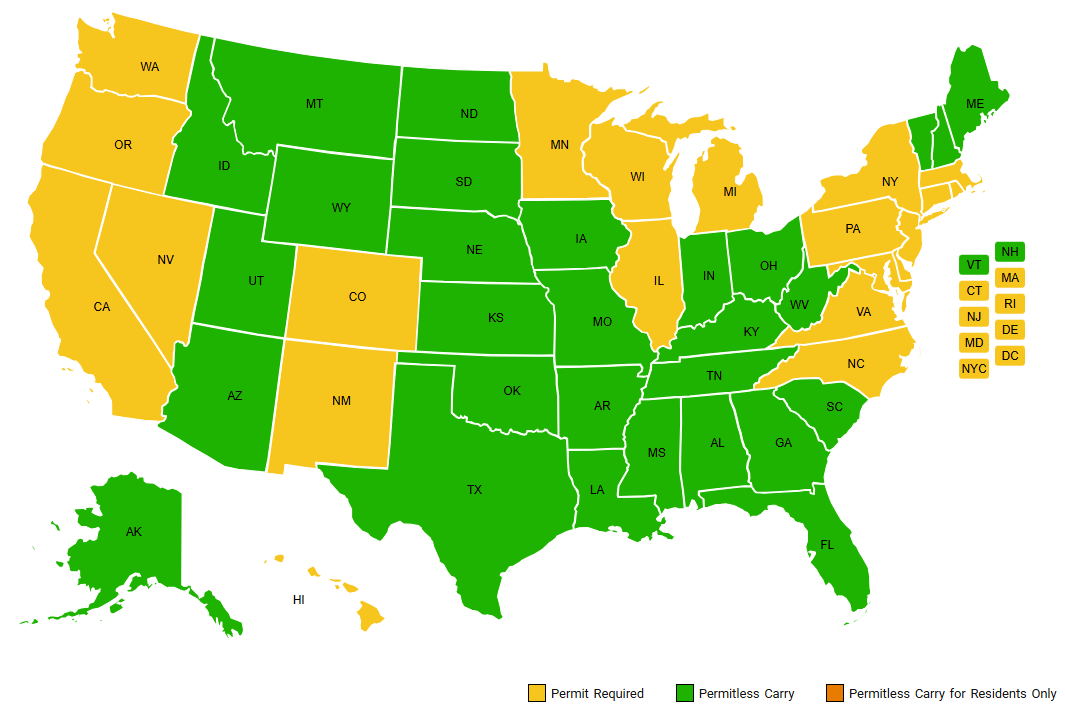 WA
MT
ND
ME
OR
MN
ID
SD
WI
NY
MI
WY
PA
IA
NE
NH
NV
VT
OH
IN
MA
UT
IL
CT
CO
RI
WV
CA
VA
NJ
KS
MO
DE
KY
MD
DC
NC
NYC
TN
OK
AZ
NM
AR
SC
AL
GA
MS
TX
LA
AK
FL
HI
Permit Required
Permitless Carry
Permitless Carry for Residents Only